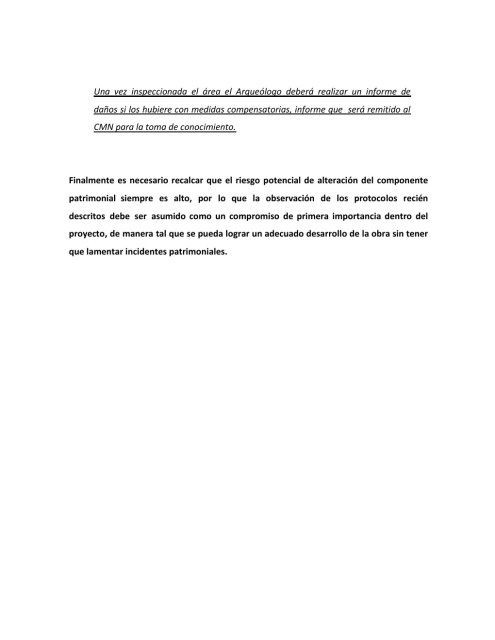 Una vez inspeccionada el área el Arqueólogo deberá realizar un informe de
daños si los hubiere con medidas compensatorias, informe que  será remitido al
CMN para la toma de conocimiento.
Finalmente es necesario recalcar que el riesgo potencial de alteración del componente
patrimonial siempre es alto, por lo que la observación de los protocolos recién
descritos debe ser asumido como un compromiso de primera importancia dentro del
proyecto, de manera tal que se pueda lograr un adecuado desarrollo de la obra sin tener
que lamentar incidentes patrimoniales.